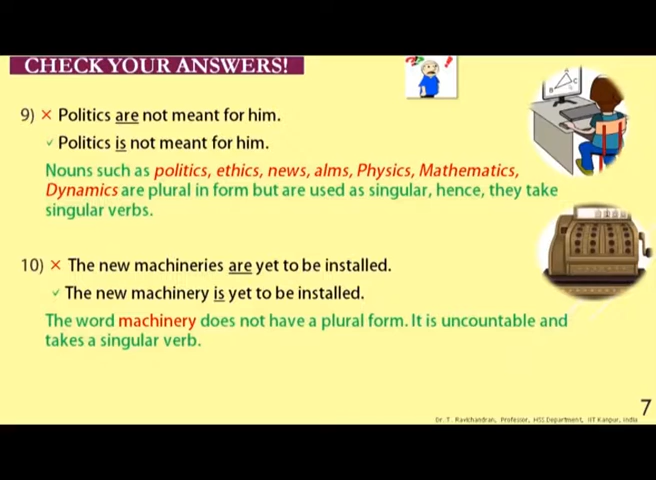 CHECK YOUR ANSWERS!
9) ✕ Politics are not meant for him.
✓ Politics is not meant for him.
Nouns such as politics, ethics, news, alms, Physics, Mathematics,
Dynamics are plural in form but are used as singular, hence, they take
singular verbs.
10) ✕ The new machineries are yet to be installed.
✓ The new machinery is yet to be installed.
The word machinery does not have a plural form. It is uncountable and
takes a singular verb.
7
Dr. T. Ravichandran, Professor, HSS Department, IIT Kanpur, India